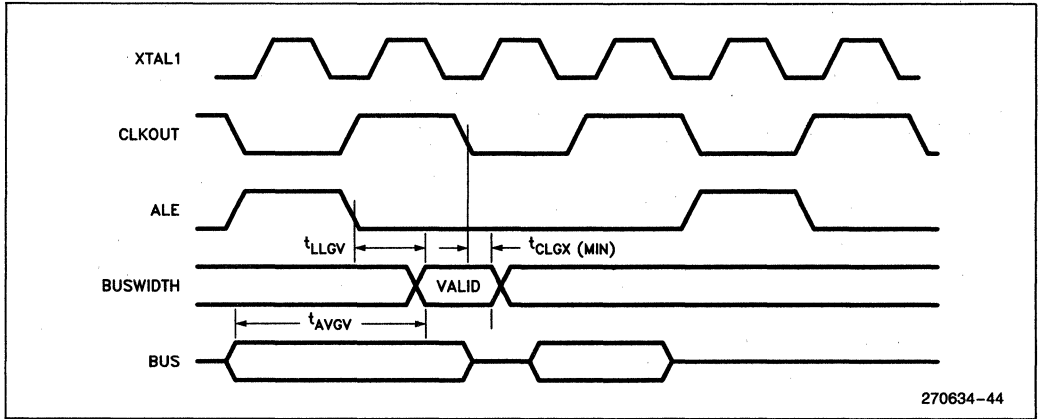 XTAL1
CLKOUT
ALE
tLLGV
tCLGX (MIN)
BUSWIDTH
VALID
tAVGV
BUS
270634-44